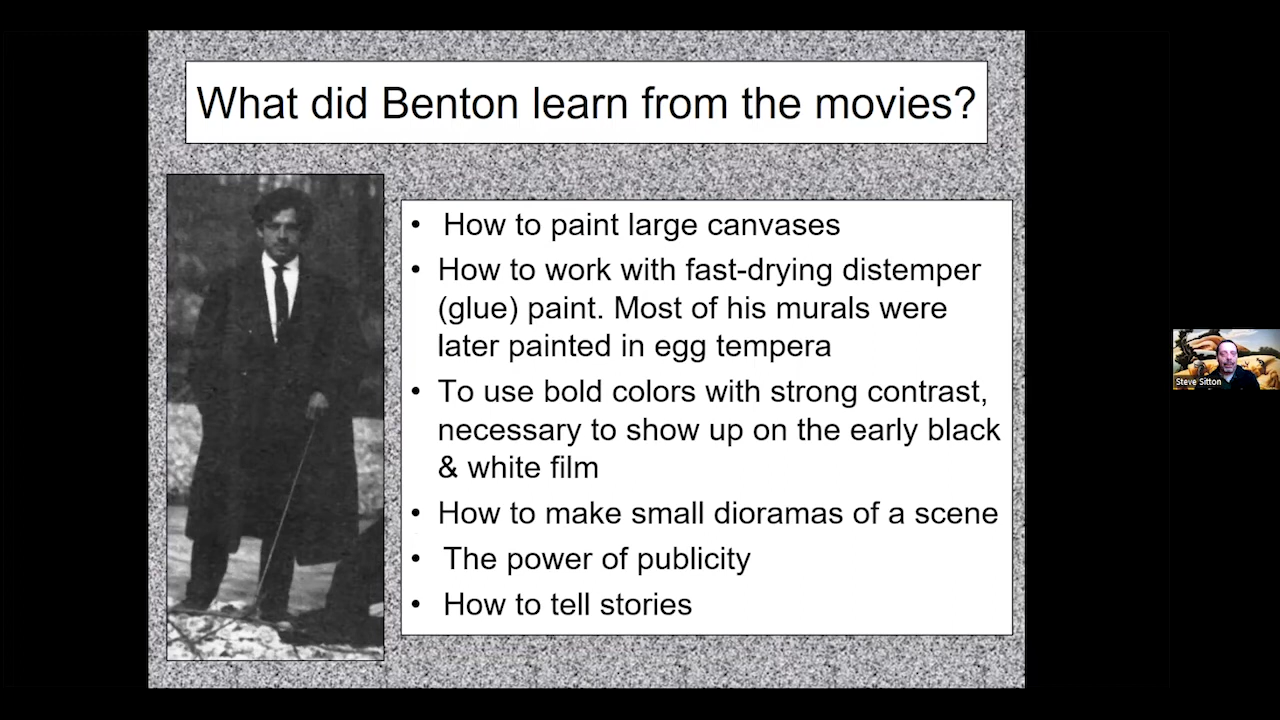 What did Benton learn from the movies?
• How to paint large canvases
• How to work with fast-drying distemper
(glue) paint. Most of his murals were
later painted in egg tempera
• To use bold colors with strong contrast,
necessary to show up on the early black
& white film
• How to make small dioramas of a scene
• The power of publicity
• How to tell stories
Steve Sitton